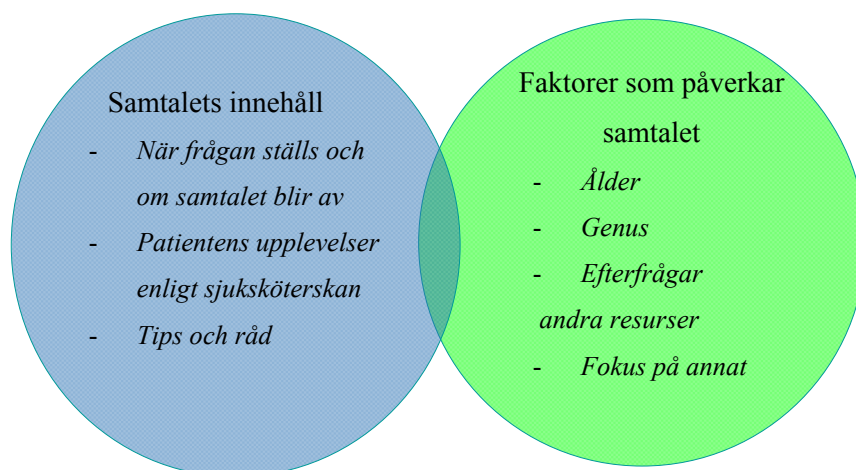 Samtalets innehåll
- När frågan ställs och
om samtalet blir av
- Patientens upplevelser
enligt sjuksköterskan
- Tips och råd
Faktorer som påverkar
samtalet
- Ålder
- Genus
- Efterfrågar
andra resurser
- Fokus på annat